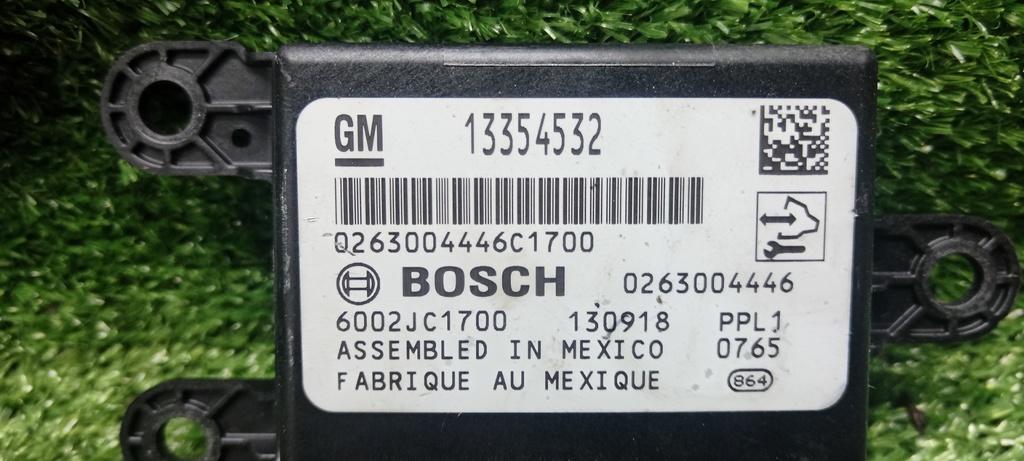 GM 13354532
0263004446C1700
BOSCH 0263004446
6002JC1700 130918 PPL1
ASSEMBLED IN MEXICO 0765
FABRIQUE AU MEXIQUE 864